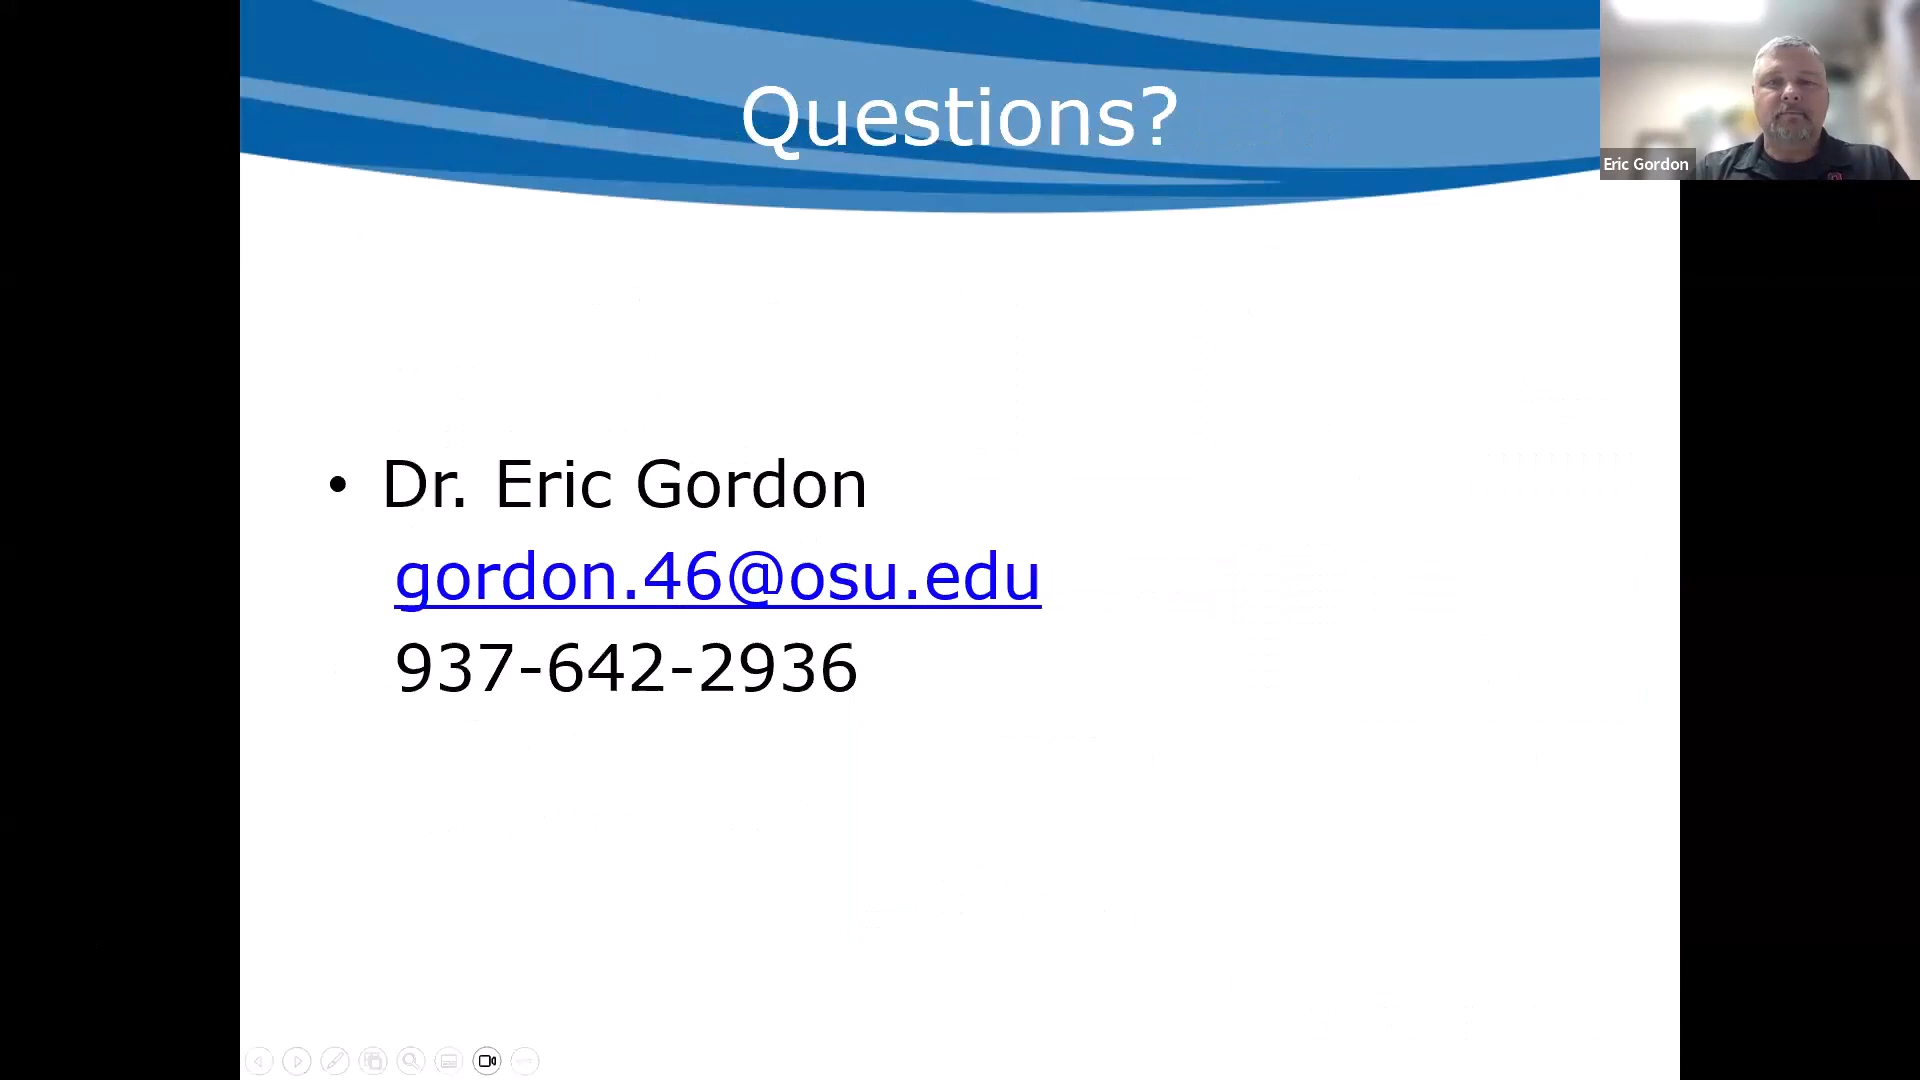 Questions?
Eric Gordon
• Dr. Eric Gordon
gordon.46@osu.edu
937-642-2936